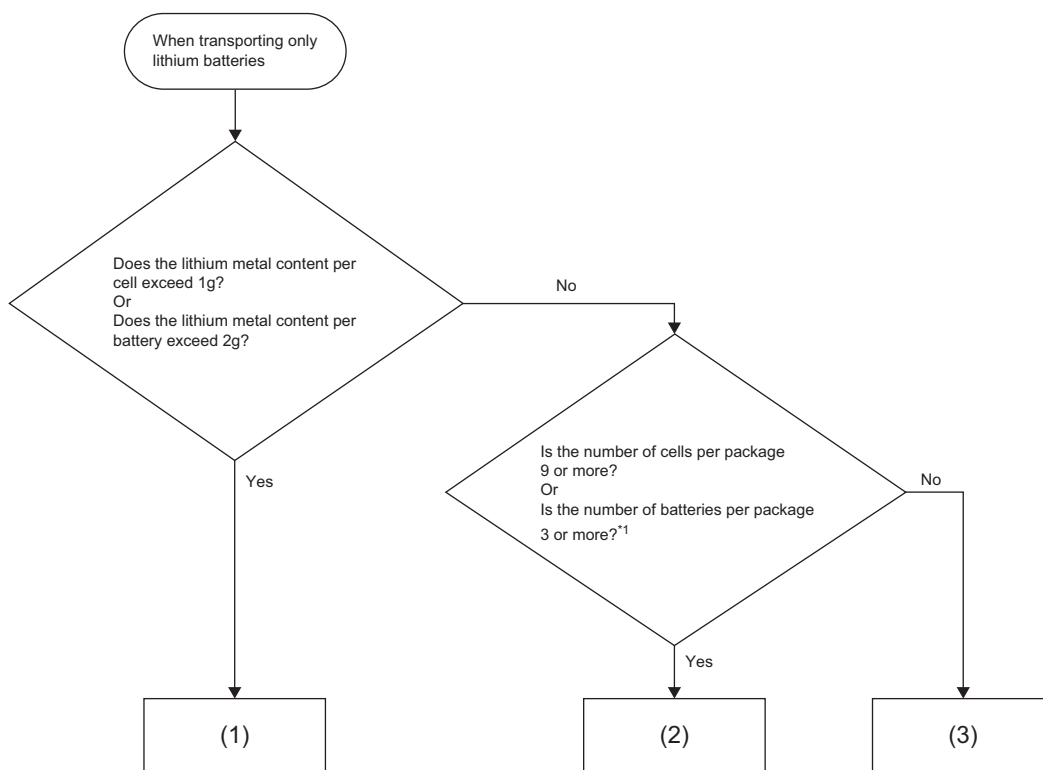 When transporting only
lithium batteries
Does the lithium metal content per
cell exceed 1g?
Or
Does the lithium metal content per
battery exceed 2g?
No
Yes
Is the number of cells per package
9 or more?
Or
Is the number of batteries per package
3 or more?*1
No
Yes
(1)
(2)
(3)